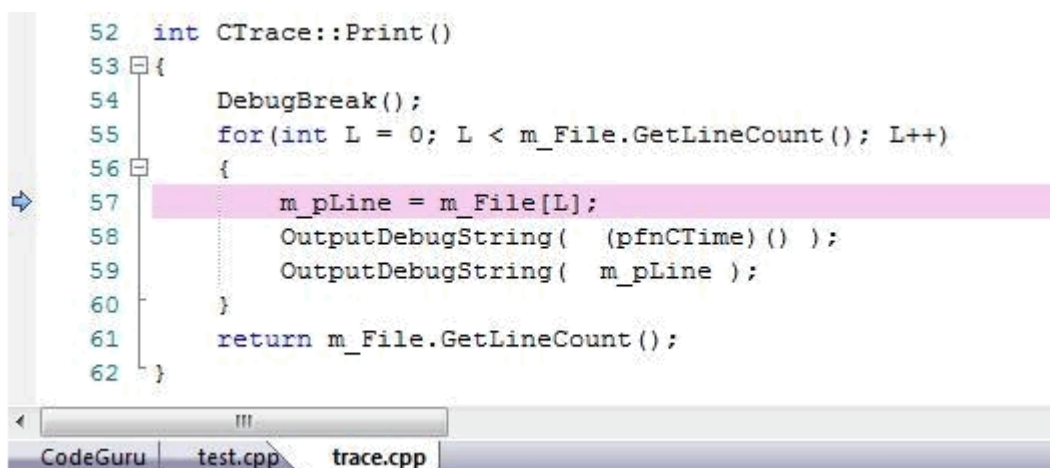 52 int CTrace::Print()
53 {
54 DebugBreak();
55 for(int L = 0; L < m_File.GetLineCount(); L++)
56 {
57 m_pLine = m_File[L];
58 OutputDebugString( (pfnCTime)() );
59 OutputDebugString( m_pLine );
60 }
61 return m_File.GetLineCount();
62 }
CodeGuru test.cpp trace.cpp